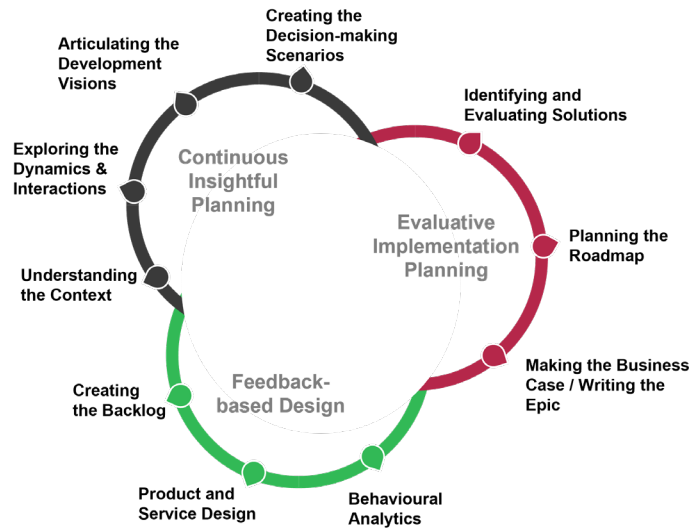 Creating the
Decision-making
Scenarios
Articulating the
Development
Visions
Identifying and
Evaluating Solutions
Exploring the
Dynamics &
Interactions
Continuous
Insightful
Planning
Evaluative
Implementation
Planning
Planning the
Roadmap
Understanding
the Context
Making the Business
Case / Writing the
Epic
Feedback-
based Design
Creating
the Backlog
Product and
Service Design
Behavioural
Analytics